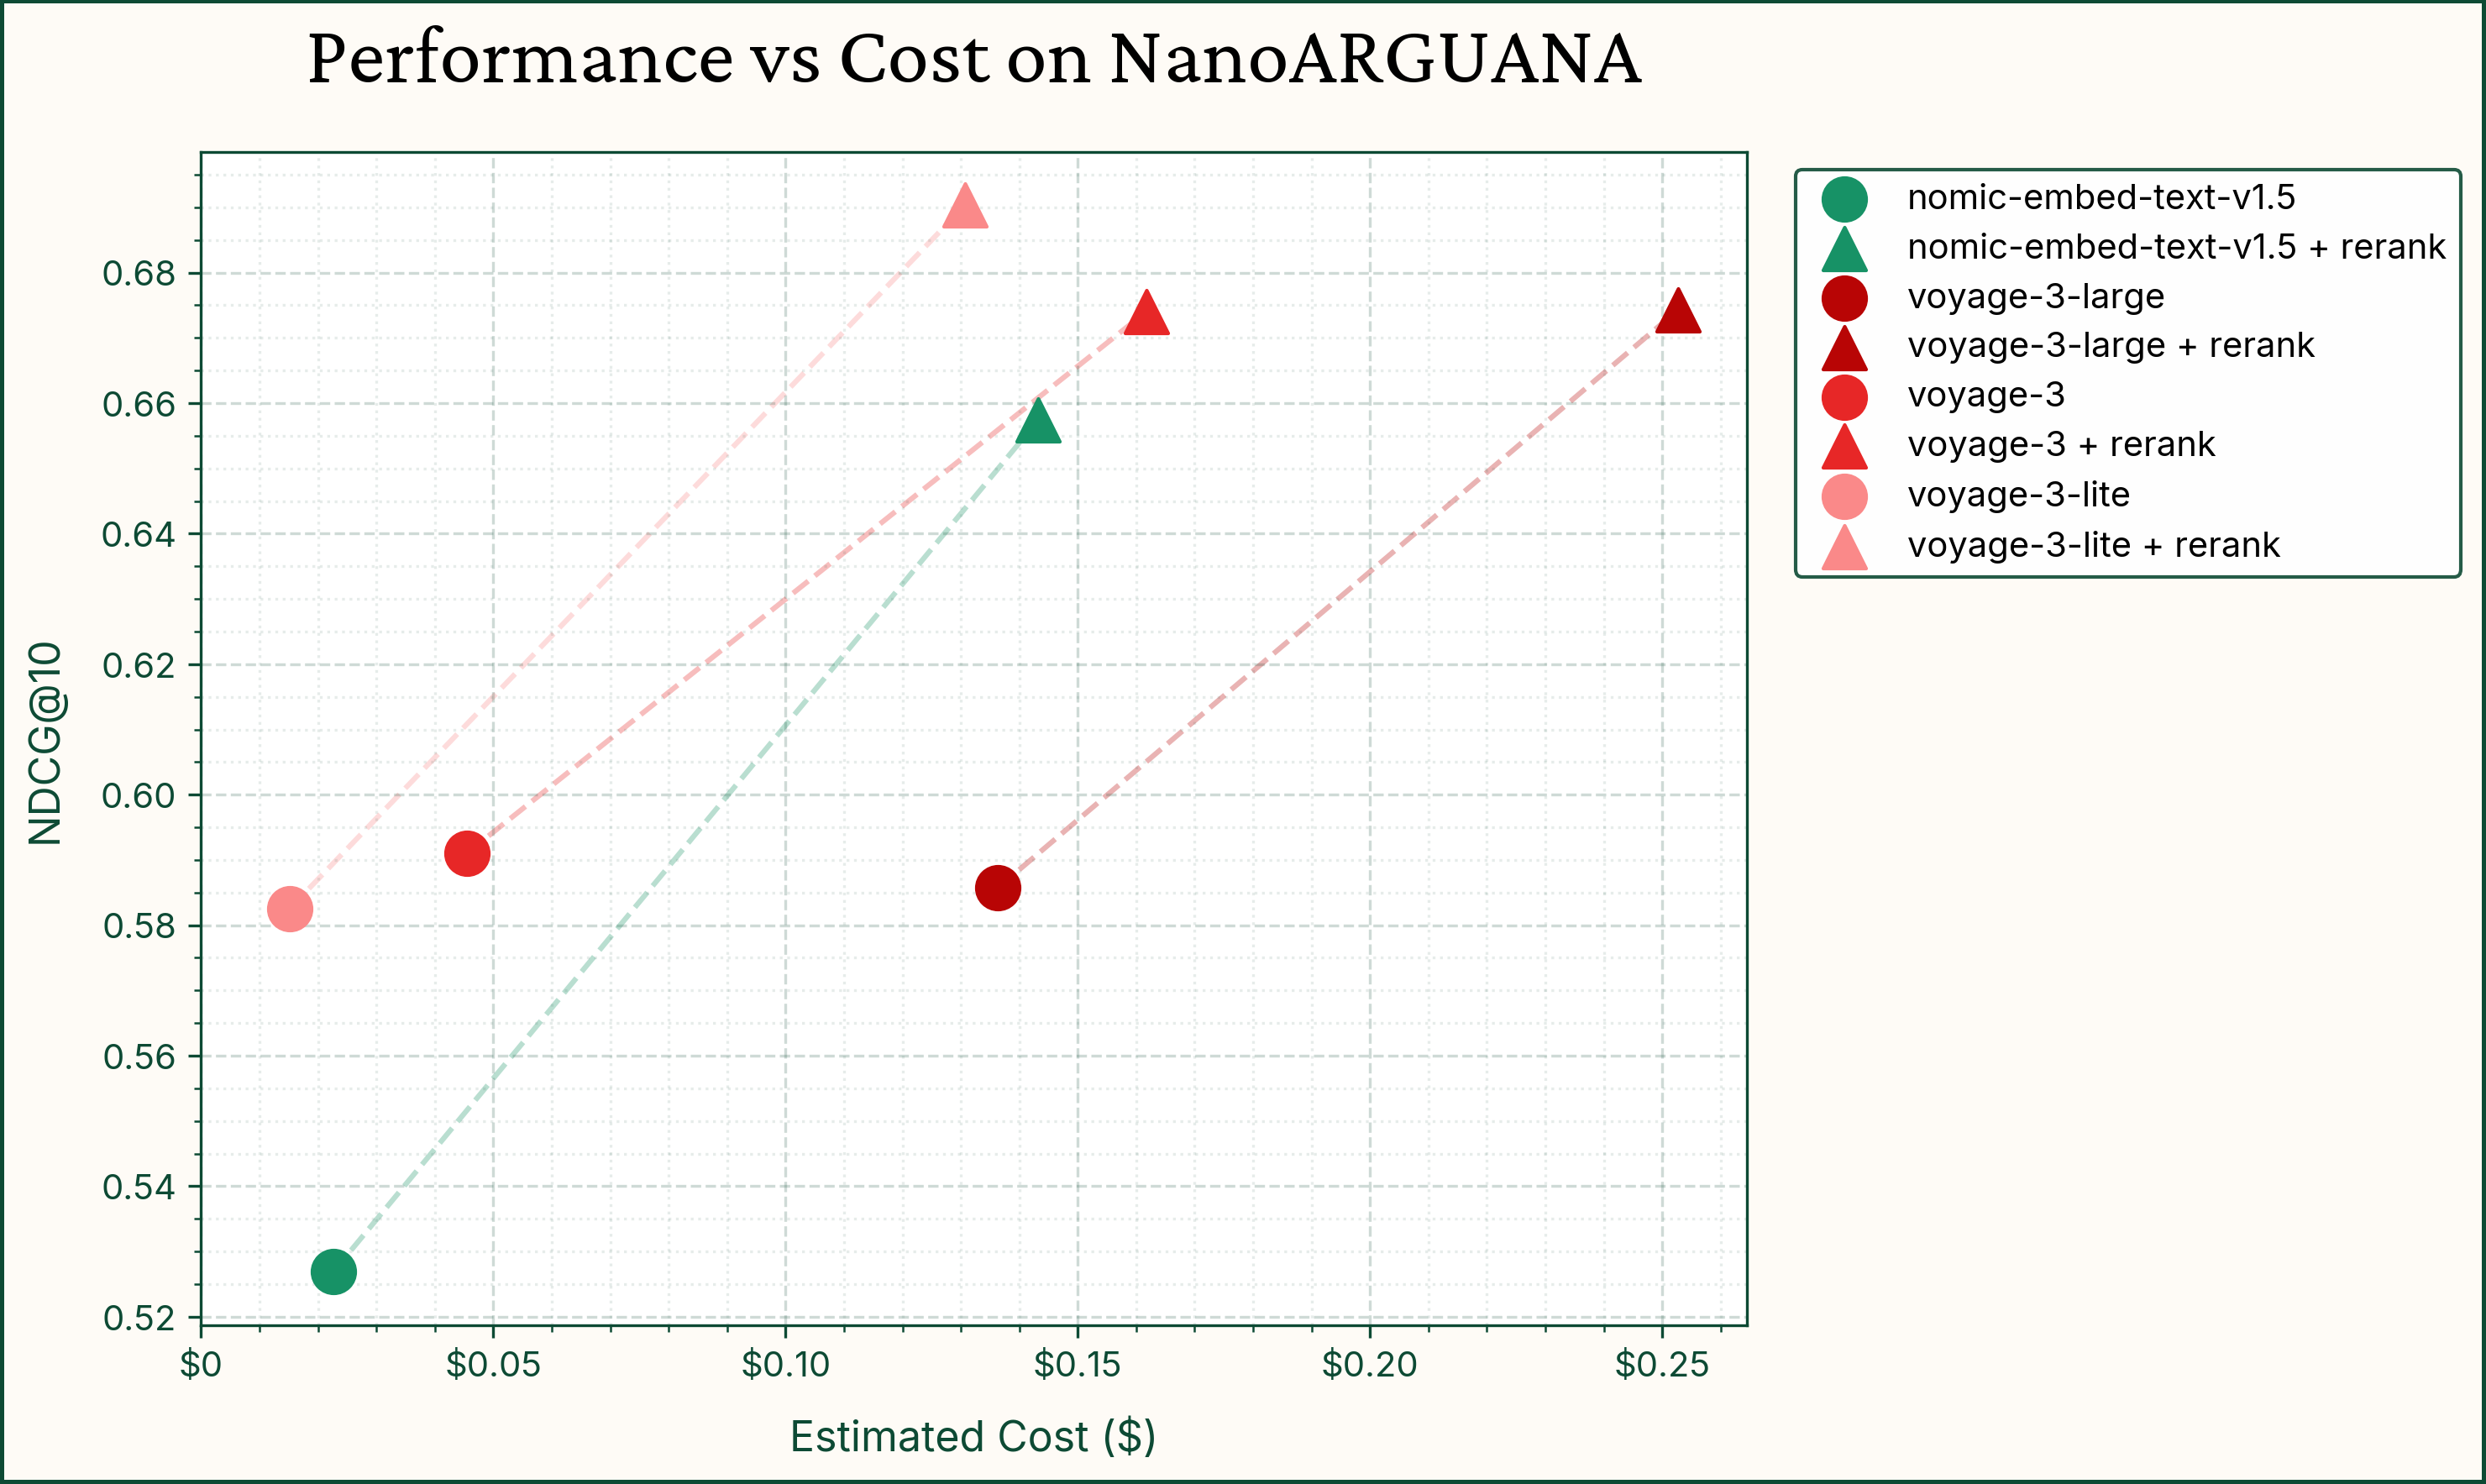 Performance vs Cost on NanoARGUANA
nomic-embed-text-v1.5
nomic-embed-text-v1.5 + rerank
voyage-3-large
voyage-3-large + rerank
voyage-3
voyage-3 + rerank
voyage-3-lite
voyage-3-lite + rerank
NDCG@10
0.68
0.66
0.64
0.62
0.60
0.58
0.56
0.54
0.52
$0
$0.05
$0.10
$0.15
$0.20
$0.25
Estimated Cost ($)